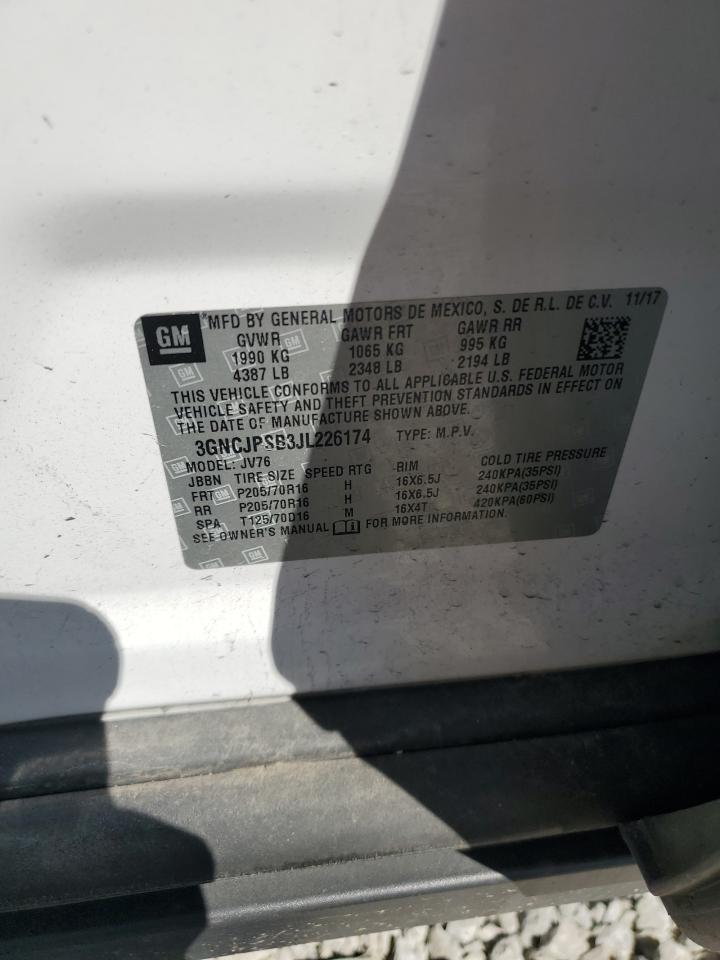 GM
*MFD BY GENERAL MOTORS DE MEXICO, S. DE R.L. DE C.V. 11/17
GVWR GAWR FRT GAWR RR
1990 KG 1065 KG 995 KG
4387 LB 2348 LB 2194 LB
THIS VEHICLE CONFORMS TO ALL APPLICABLE U.S. FEDERAL MOTOR
VEHICLE SAFETY AND THEFT PREVENTION STANDARDS IN EFFECT ON
THE DATE OF MANUFACTURE SHOWN ABOVE.
3GNCJPSB3JL226174 TYPE: M.P.V.
MODEL: JV76
JBBN TIRE SIZE SPEED RTG RIM COLD TIRE PRESSURE
FRT P205/70R16 H 16X6.5J 240KPA(35PSI)
RR P205/70R16 H 16X6.5J 240KPA(35PSI)
SPA T125/70D16 M 16X4T 420KPA(60PSI)
SEE OWNER'S MANUAL FOR MORE INFORMATION.